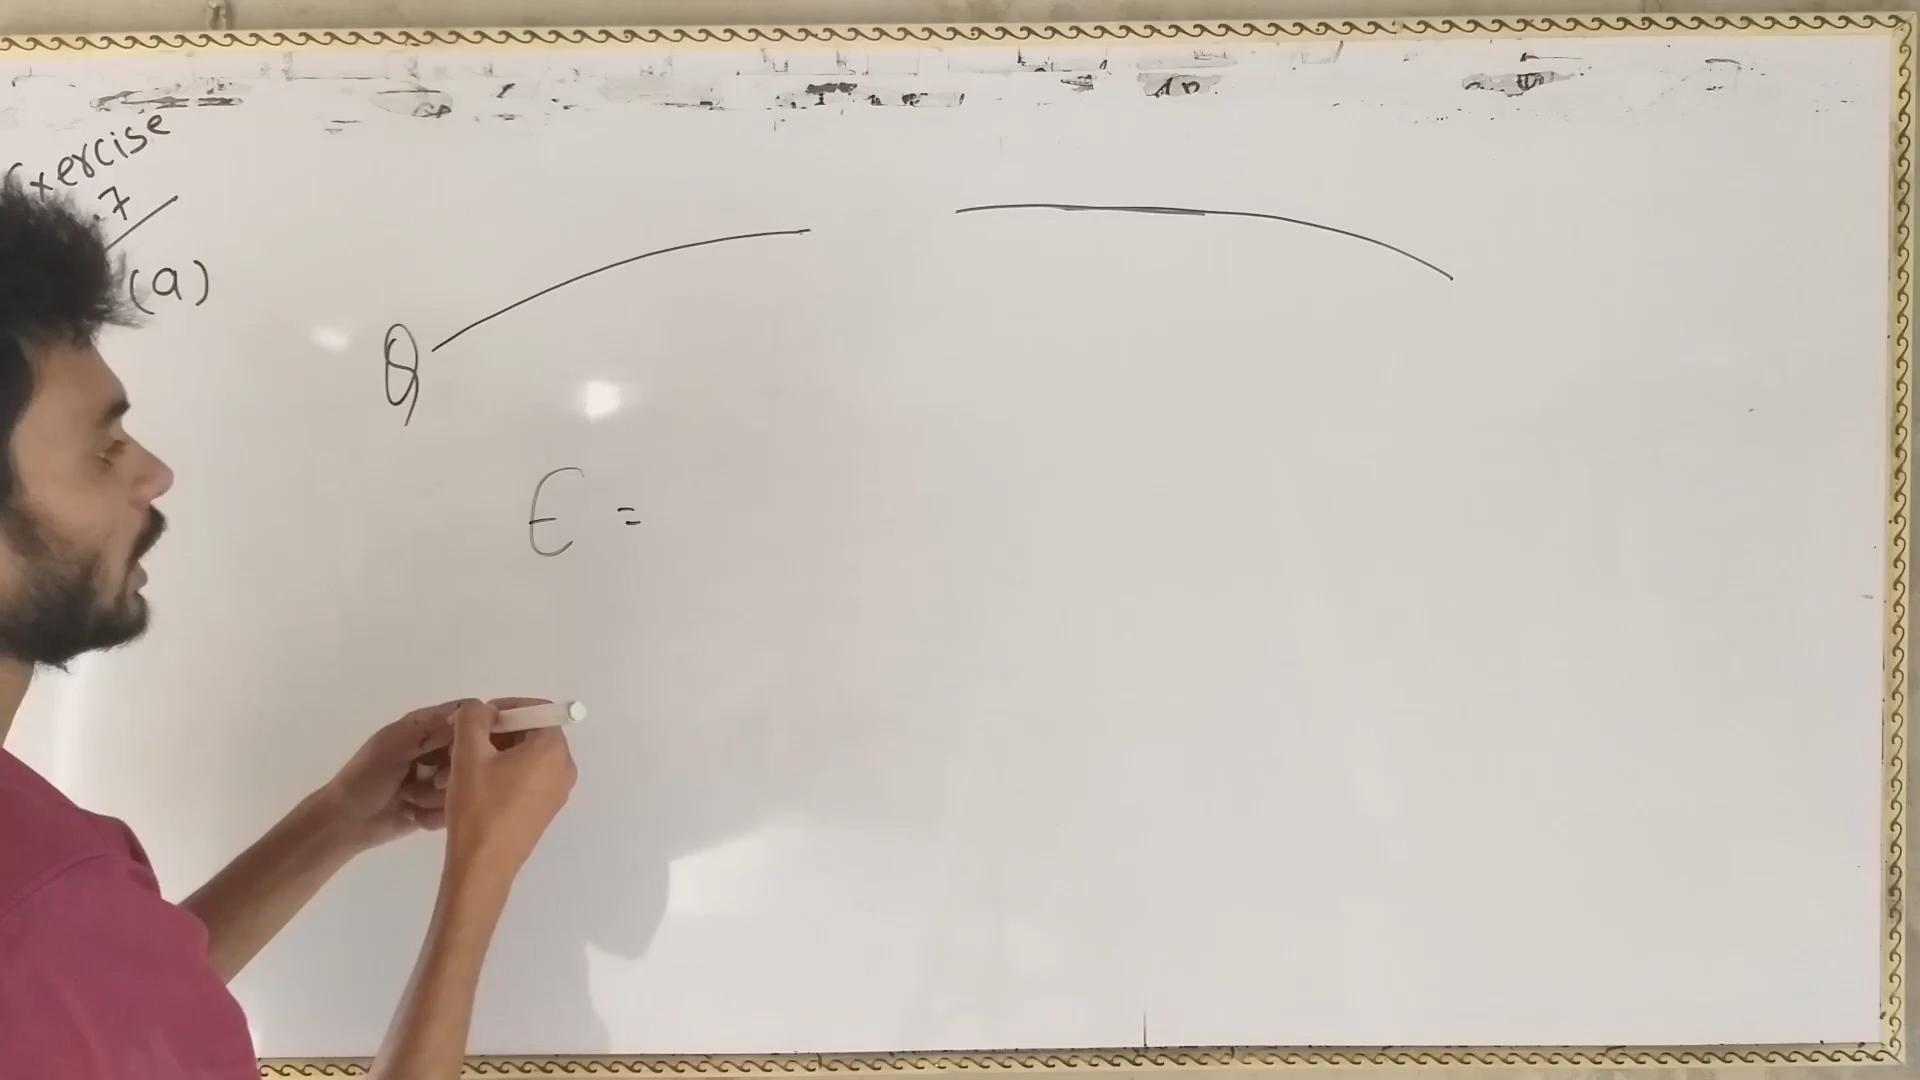 Exercise
.7
(a)
Q
E =